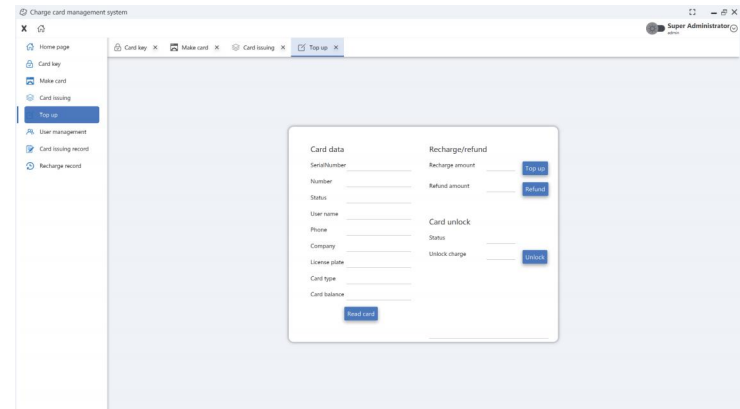 Charge card management system
Super Administrator
admin
Home page
Card key
Make card
Card issuing
Top up
User management
Card issuing record
Recharge record
Card key X Make card X Card issuing X Top up X
Card data
SerialNumber
Number
Status
User name
Phone
Company
License plate
Card type
Card balance
Read card
Recharge/refund
Recharge amount Top up
Refund amount Refund
Card unlock
Status
Unlock charge Unlock